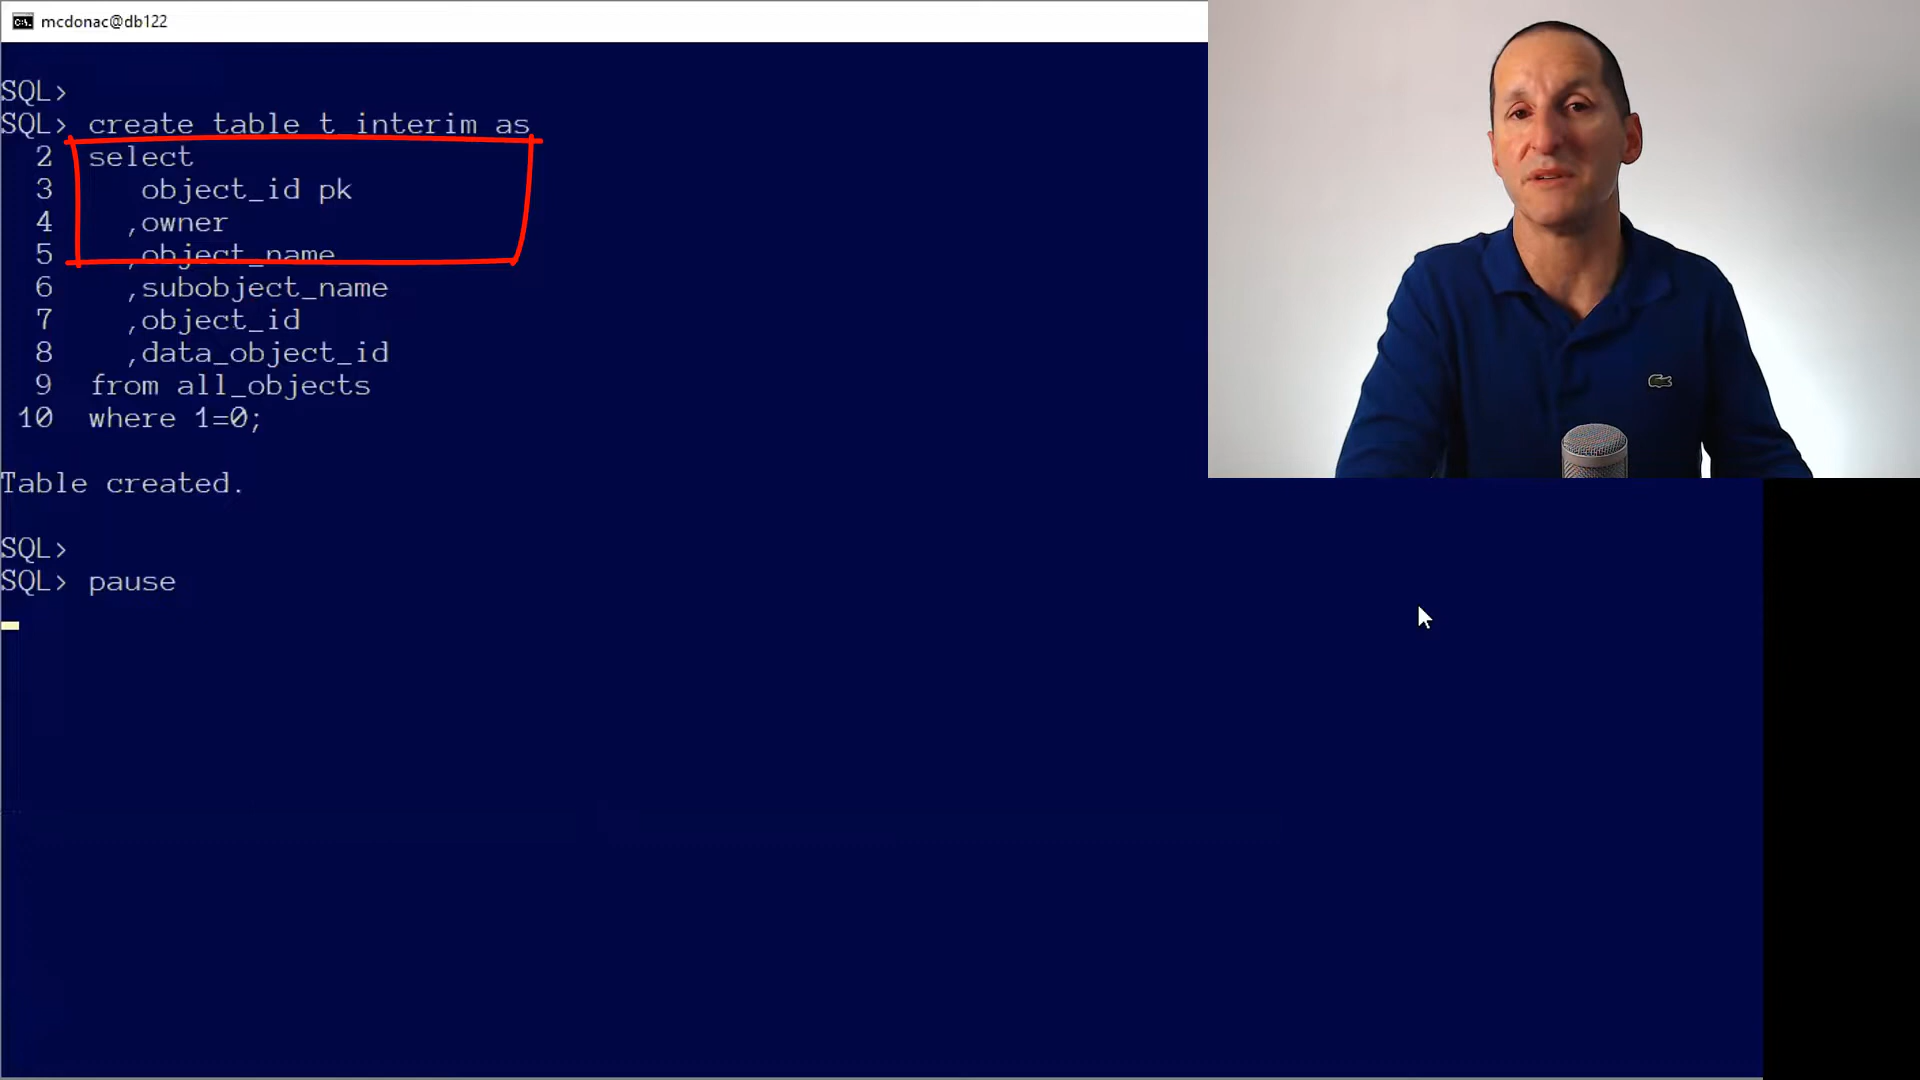 mcdonac@db122
SQL>
SQL> create table t_interim as
2 select
3 object_id pk
4 ,owner
5 ,object_name
6 ,subobject_name
7 ,object_id
8 ,data_object_id
9 from all_objects
10 where 1=0;
Table created.
SQL>
SQL> pause